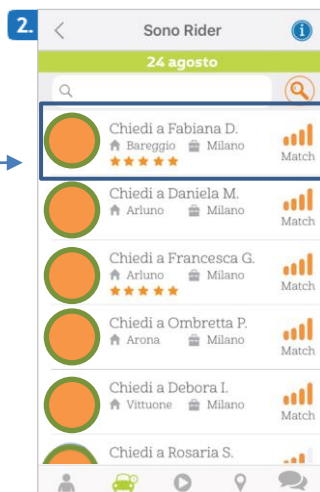 2.
Sono Rider
24 agosto
Chiedi a Fabiana D.
Bareggio Milano
Match
Chiedi a Daniela M.
Arluno Milano
Match
Chiedi a Francesca G.
Arluno Milano
Match
Chiedi a Ombretta P.
Arona Milano
Match
Chiedi a Debora I.
Vittuone Milano
Match
Chiedi a Rosaria S.